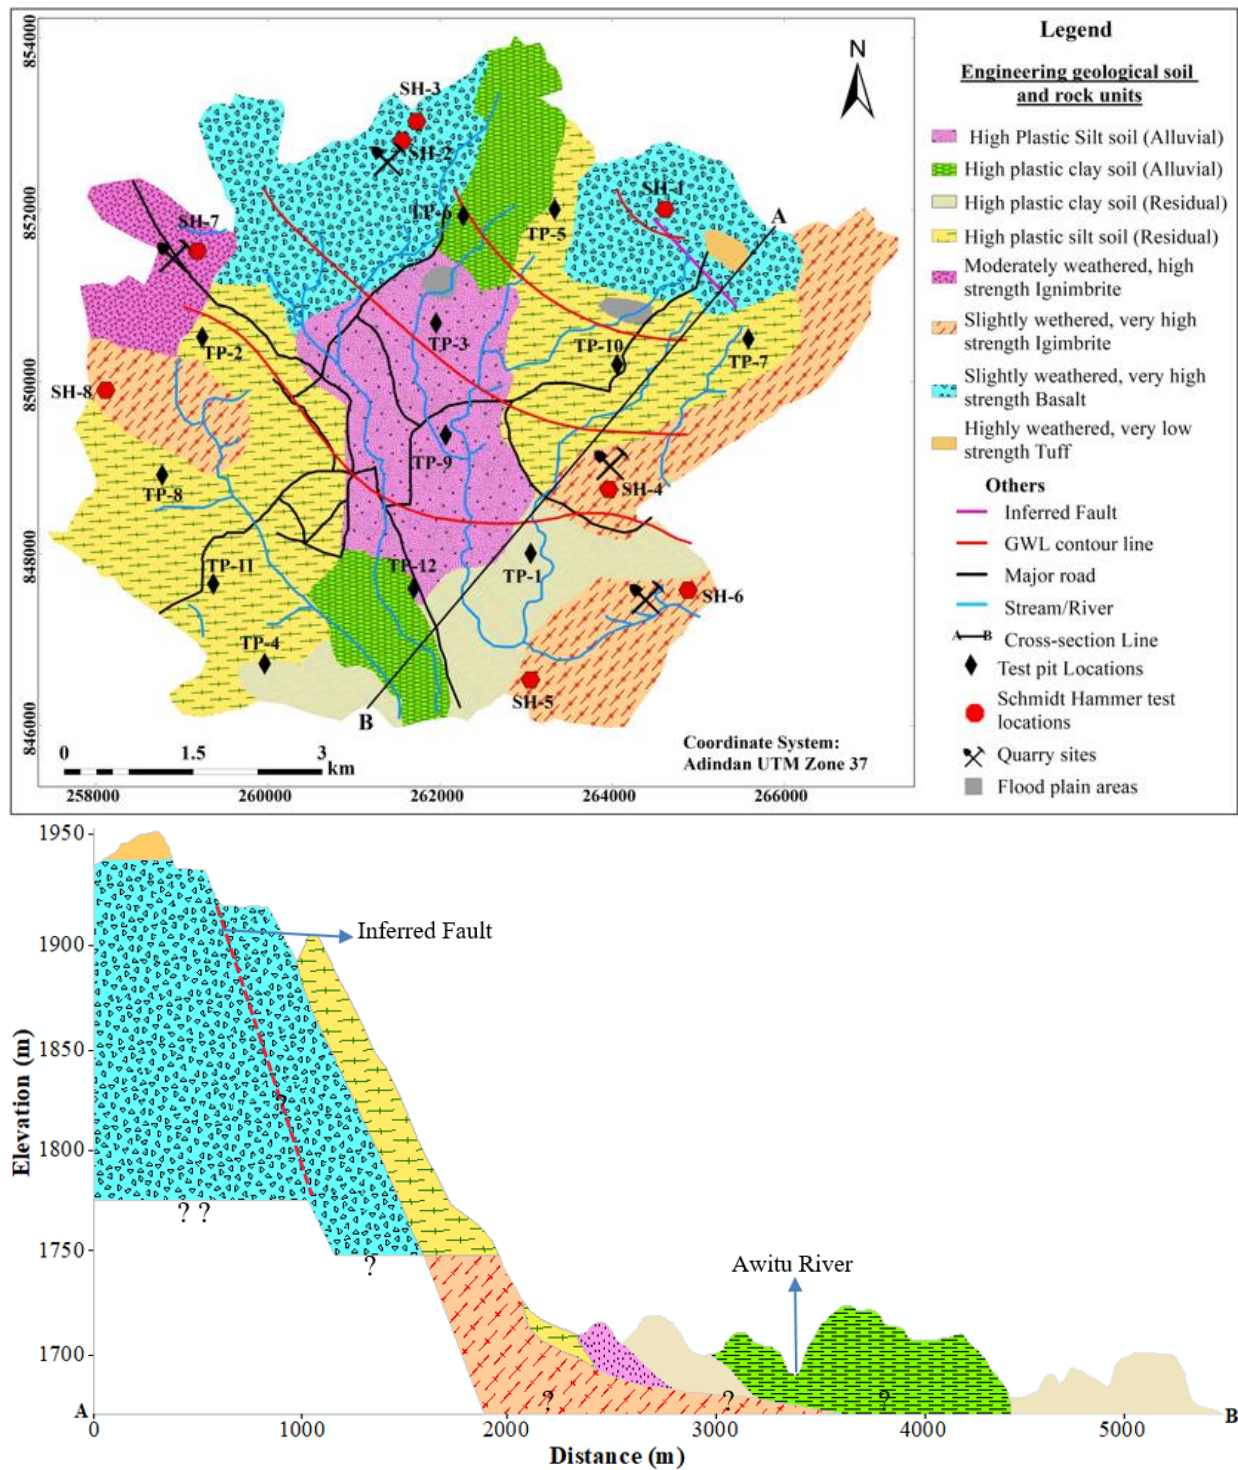 854000
852000
850000
848000
846000
258000
260000
262000
264000
266000
N
SH-3
SH-2
SH-1
A
SH-7
TP-6
TP-5
TP-2
TP-3
TP-10
TP-7
SH-8
TP-9
SH-4
TP-8
TP-11
TP-12
TP-1
SH-6
TP-4
SH-5
B
0 1.5 3
km
Coordinate System:
Adindan UTM Zone 37
Legend
Engineering geological soil
and rock units
High Plastic Silt soil (Alluvial)
High plastic clay soil (Alluvial)
High plastic clay soil (Residual)
High plastic silt soil (Residual)
Moderately weathered, high
strength Ignimbrite
Slightly wethered, very high
strength Igimbrite
Slightly weathered, very high
strength Basalt
Highly weathered, very low
strength Tuff
Others
Inferred Fault
GWL contour line
Major road
Stream/River
A B Cross-section Line
Test pit Locations
Schmidt Hammer test
locations
Quarry sites
Flood plain areas
1950
1900
1850
1800
1750
1700
Elevation (m)
Inferred Fault
?
? ?
?
Awitu River
? ? ?
A B
0 1000 2000 3000 4000 5000
Distance (m)